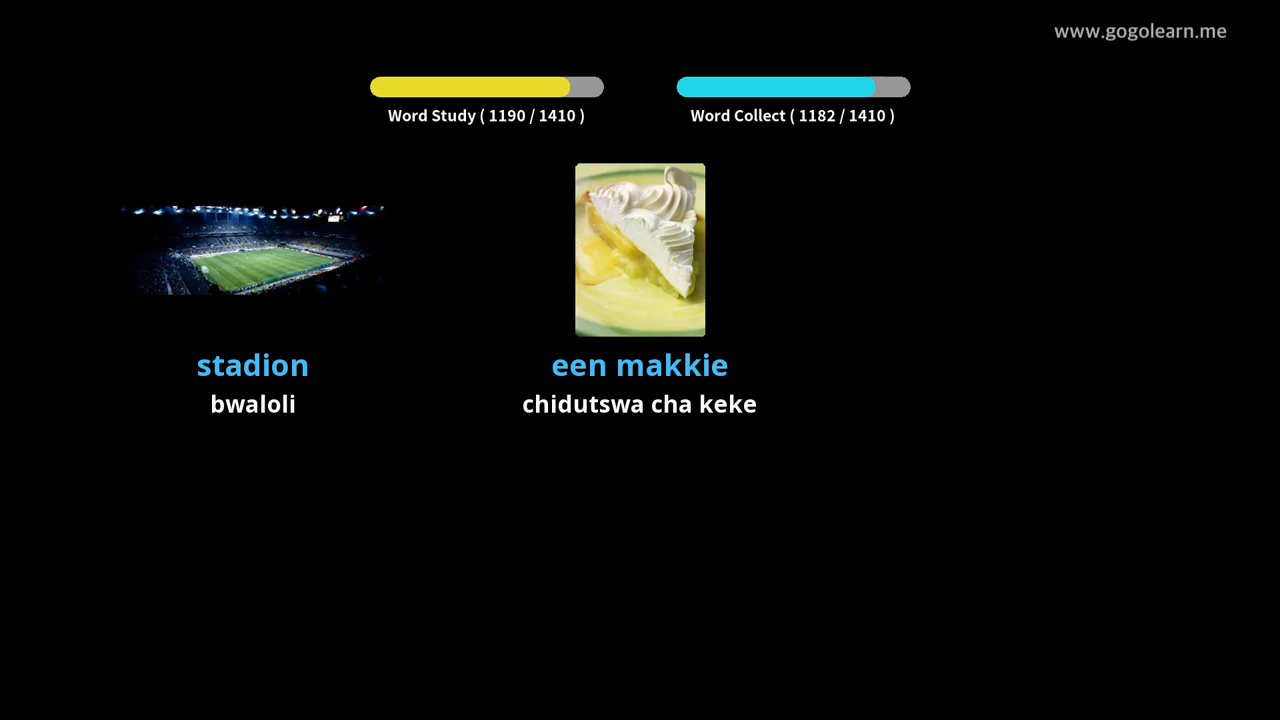 www.gogolearn.me
Word Study ( 1190 / 1410 )
Word Collect ( 1182 / 1410 )
stadion
een makkie
bwaloli
chidutswa cha keke